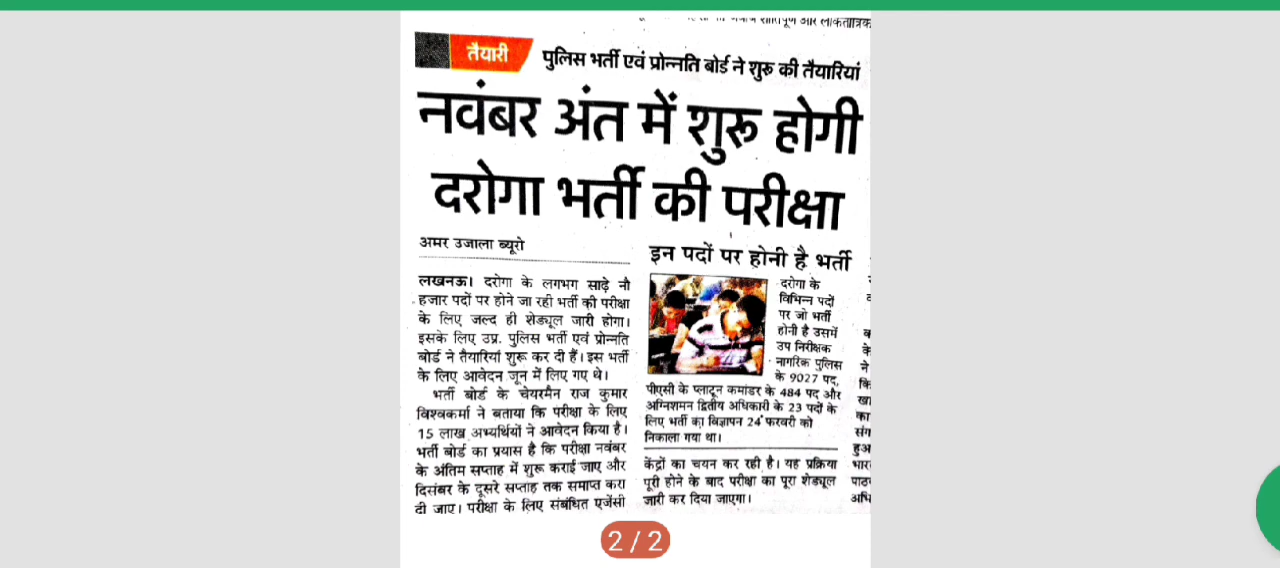 शांतिपूर्ण और लोकतांत्रिक
तैयारी
पुलिस भर्ती एवं प्रोन्नति बोर्ड ने शुरू की तैयारियां
नवंबर अंत में शुरू होगी
दरोगा भर्ती की परीक्षा
अमर उजाला ब्यूरो
लखनऊ। दरोगा के लगभग साढ़े नौ
हजार पदों पर होने जा रही भर्ती की परीक्षा
के लिए जल्द ही शेड्यूल जारी होगा।
इसके लिए उप्र. पुलिस भर्ती एवं प्रोन्नति
बोर्ड ने तैयारियां शुरू कर दी हैं। इस भर्ती
के लिए आवेदन जून में लिए गए थे।
भर्ती बोर्ड के चेयरमैन राज कुमार
विश्वकर्मा ने बताया कि परीक्षा के लिए
15 लाख अभ्यर्थियों ने आवेदन किया है।
भर्ती बोर्ड का प्रयास है कि परीक्षा नवंबर
के अंतिम सप्ताह में शुरू कराई जाए और
दिसंबर के दूसरे सप्ताह तक समाप्त करा
दी जाए। परीक्षा के लिए संबंधित एजेंसी
इन पदों पर होनी है भर्ती
दरोगा के
विभिन्न पदों
पर जो भर्ती
होनी है उसमें
उप निरीक्षक
नागरिक पुलिस
के 9027 पद,
पीएसी के प्लाटून कमांडर के 484 पद और
अग्निशमन द्वितीय अधिकारी के 23 पदों के
लिए भर्ती का विज्ञापन 24 फरवरी को
निकाला गया था।
केंद्रों का चयन कर रही है। यह प्रक्रिया
पूरी होने के बाद परीक्षा का पूरा शेड्यूल
जारी कर दिया जाएगा।
2 / 2